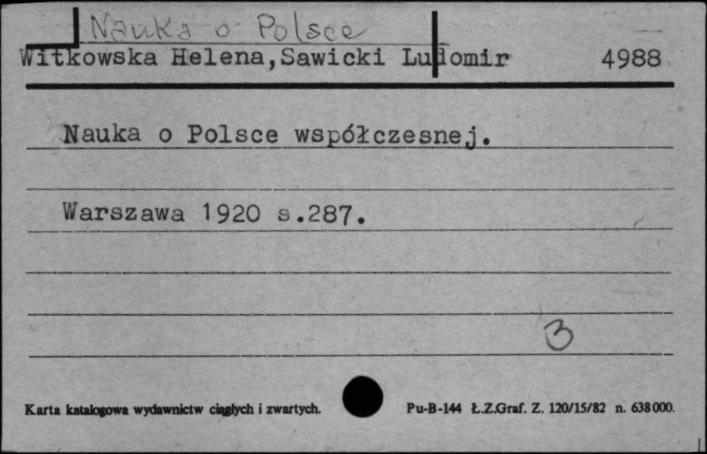 Nauka o Polsce
Witkowska Helena,Sawicki Ludomir 4988
Nauka o Polsce współczesnej.
Warszawa 1920 s.287.
3
Karta katalogowa wydawnictw ciągłych i zwartych. Pu-B-144 Ł.Z.Graf. Z. 120/15/82 n. 638000.